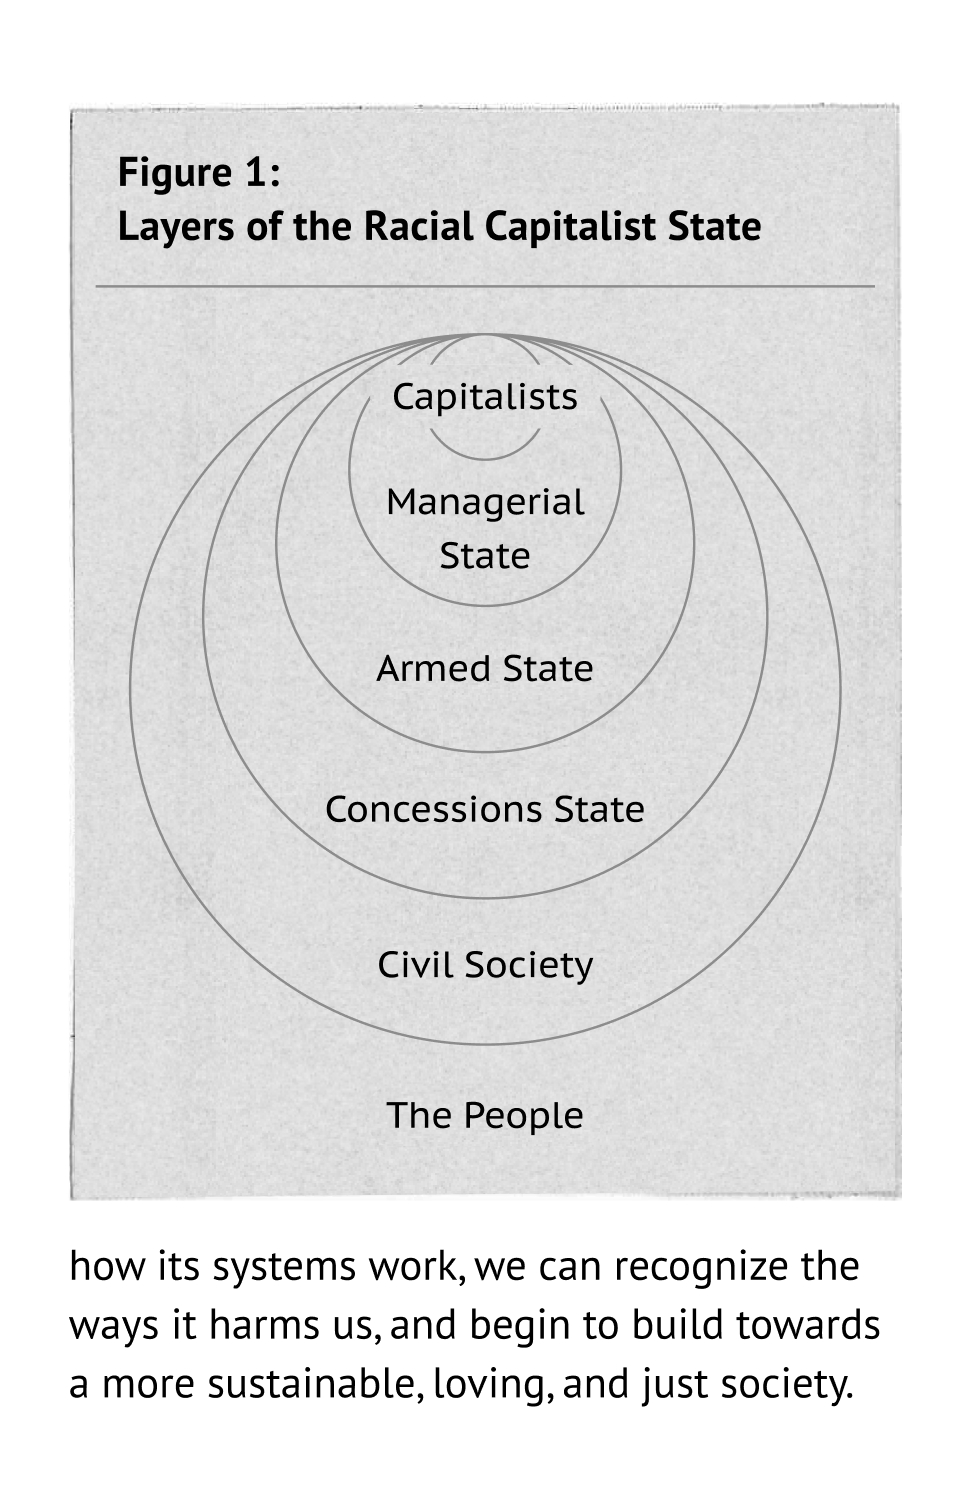 Figure 1:
Layers of the Racial Capitalist State
Capitalists
Managerial
State
Armed State
Concessions State
Civil Society
The People
how its systems work, we can recognize the
ways it harms us, and begin to build towards
a more sustainable, loving, and just society.